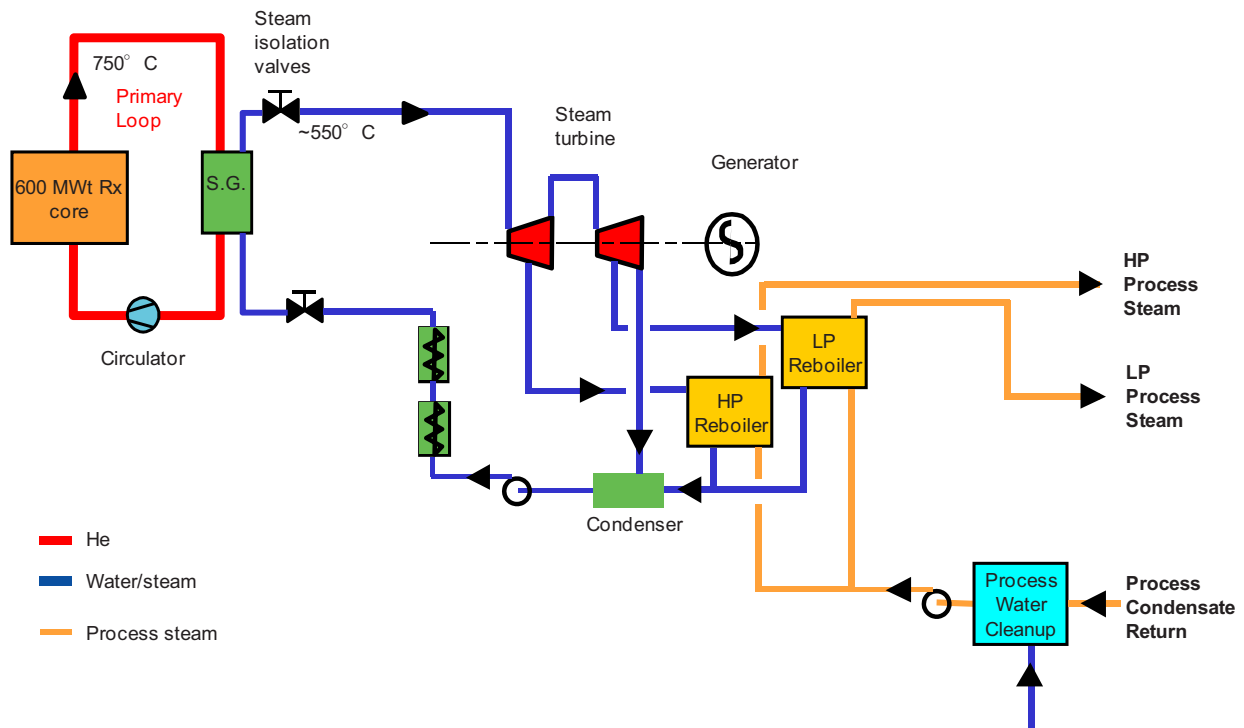 Steam
isolation
valves
750° C
Primary
Loop
~550° C
Steam
turbine
Generator
600 MWt Rx
core
S.G.
Circulator
HP
Process
Steam
LP
Reboiler
LP
Process
Steam
HP
Reboiler
Condenser
He
Water/steam
Process steam
Process
Water
Cleanup
Process
Condensate
Return